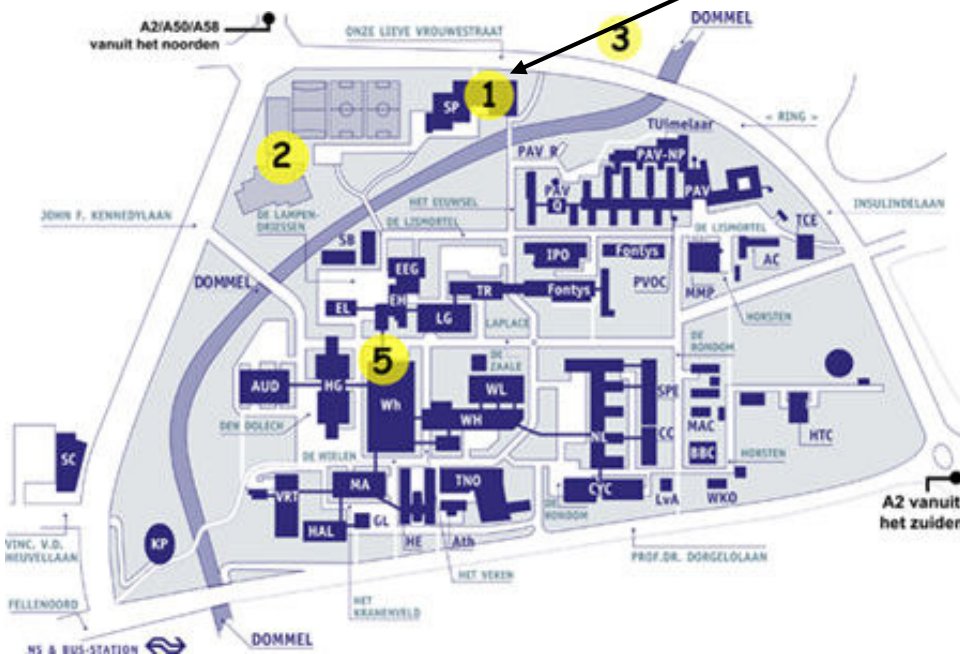 A2/A50/A58
vanuit het noorden
ONZE LIEVE VROUWESTRAAT
DOMMEL
3
1
SP
« RING »
TUimelaar
2
PAV R
PAV-NP
PAV
O
PAV
JOHN F. KENNEDYLAAN
HET EEUWSEL
DE LAMPEN-
DRIESSEN
DE LISMORTEL
DE LISMORTEL
INSULINDELAAN
TCE
SB
IPO
Fontys
AC
EEG
DOMMEL
PVOC
MMP
EH
TR
Fontys
EL
LG
LAPLACE
HORSTEN
DE
RONDOM
5
DE
ZAALE
AUD
HG
Wh
WL
SPE
WH
MAC
DEN DOLECH
CC
HTC
SC
DE WIELEN
BBC
HORSTEN
MA
TNO
VRT
CYC
LvA
WKO
A2 vanuit
het zuiden
DE
RONDOM
GL
HAL
HE
Ath
KP
VINC. V.D.
HEUVELLAAN
PROF.DR. DORGELOLAAN
HET VEKEN
FELLENOORD
HET
KRANENVELD
DOMMEL
NS & BUS-STATION